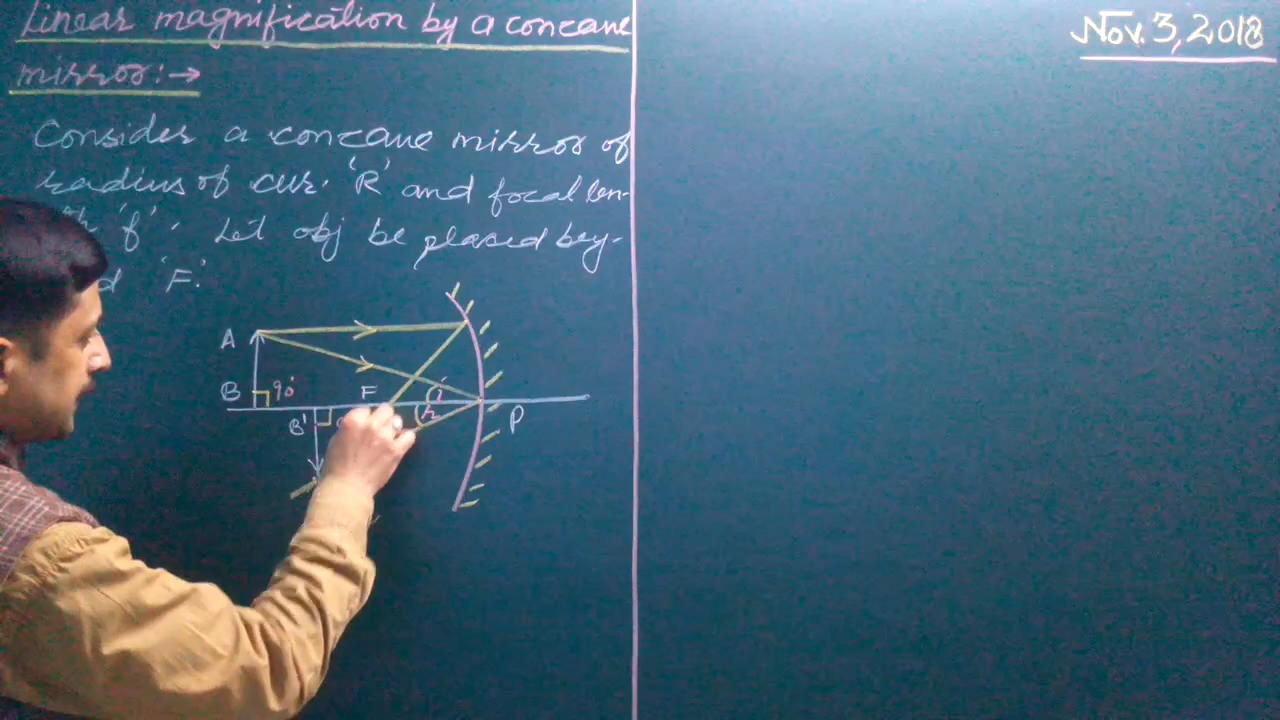 Linear magnification by a concave
mirror:→
Consider a concave mirror of
radius of cur. 'R' and focal len-
'f'. Let obj be placed bey-
'F'.
A
B 90°
F
i
r
B'
P
Nov. 3, 2018